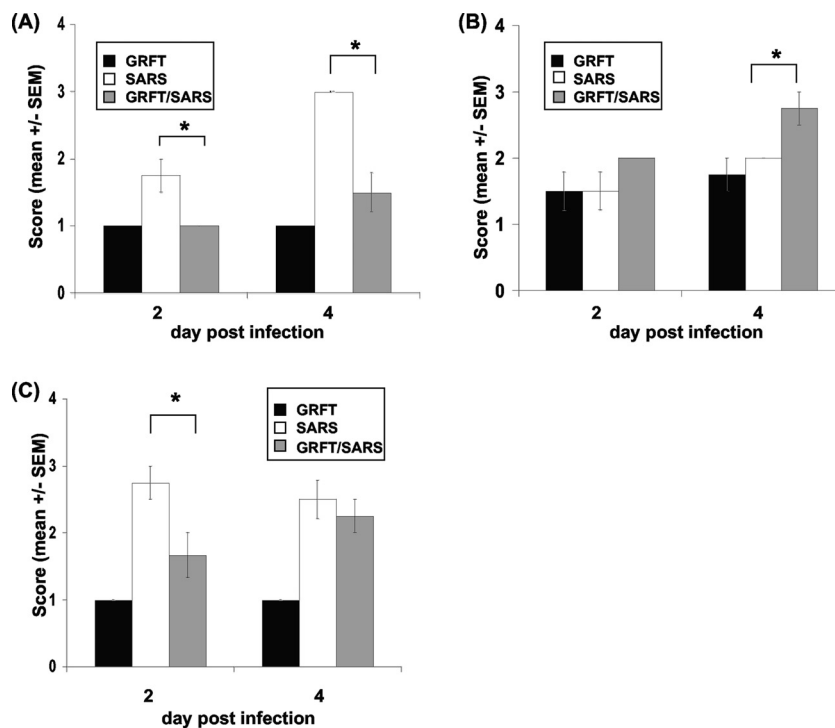 (A)
4
3
2
1
0
Score (mean +/- SEM)
GRFT
SARS
GRFT/SARS
*
*
2 4
day post infection
(B)
4
3
2
1
0
Score (mean +/- SEM)
GRFT
SARS
GRFT/SARS
*
2 4
day post infection
(C)
4
3
2
1
0
Score (mean +/- SEM)
GRFT
SARS
GRFT/SARS
*
2 4
day post infection